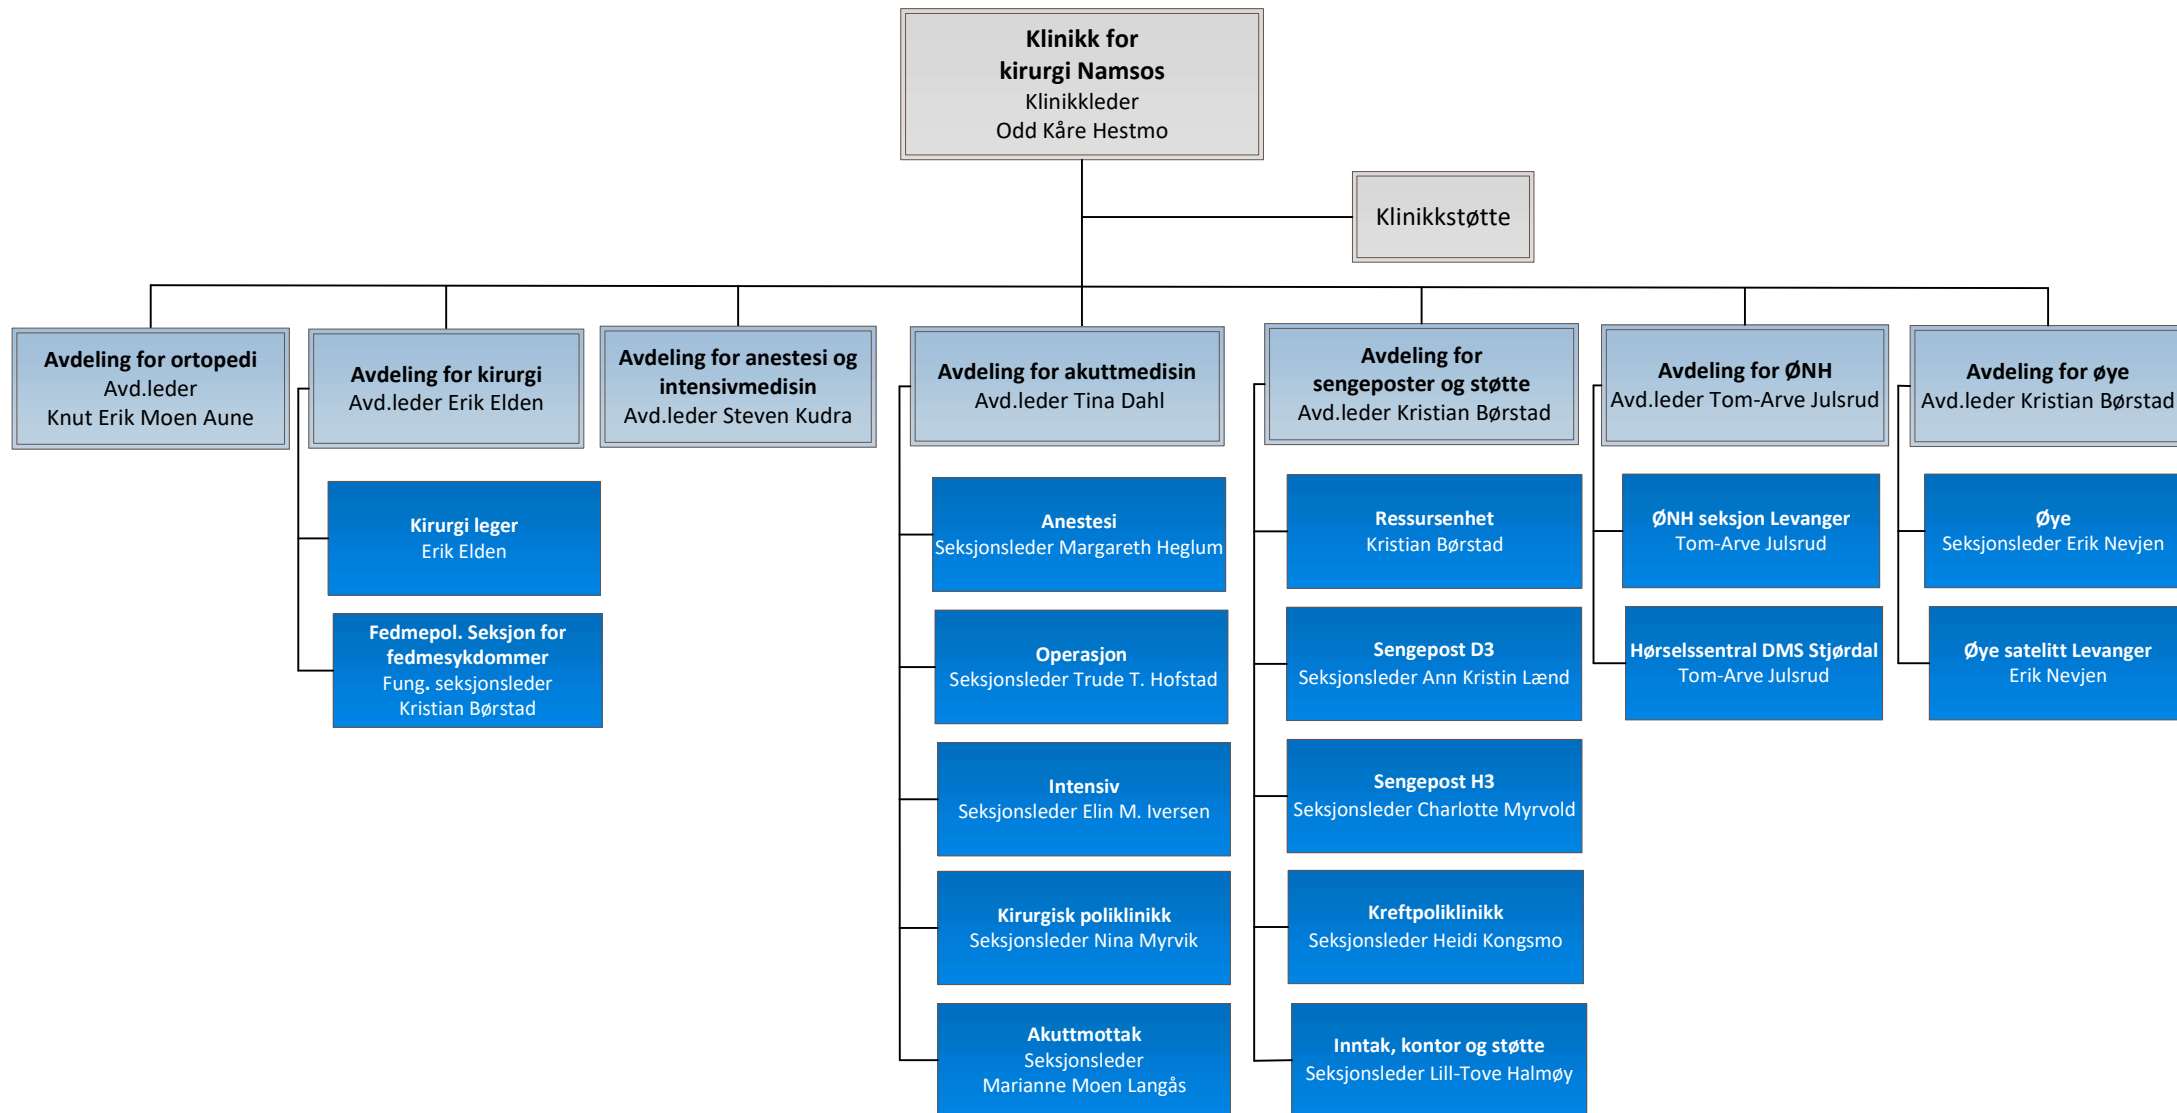 Klinikk for
kirurgi Namsos
Klinikkleder
Odd Kåre Hestmo
Klinikkstøtte
Avdeling for ortopedi
Avd.leder
Knut Erik Moen Aune
Avdeling for kirurgi
Avd.leder Erik Elden
Avdeling for anestesi og
intensivmedisin
Avd.leder Steven Kudra
Avdeling for akuttmedisin
Avd.leder Tina Dahl
Avdeling for
sengeposter og støtte
Avd.leder Kristian Børstad
Avdeling for ØNH
Avd.leder Tom-Arve Julsrud
Avdeling for øye
Avd.leder Kristian Børstad
Kirurgi leger
Erik Elden
Fedmepol. Seksjon for
fedmesykdommer
Fung. seksjonsleder
Kristian Børstad
Anestesi
Seksjonsleder Margareth Heglum
Operasjon
Seksjonsleder Trude T. Hofstad
Intensiv
Seksjonsleder Elin M. Iversen
Kirurgisk poliklinikk
Seksjonsleder Nina Myrvik
Akuttmottak
Seksjonsleder
Marianne Moen Langås
Ressursenhet
Kristian Børstad
Sengepost D3
Seksjonsleder Ann Kristin Lænd
Sengepost H3
Seksjonsleder Charlotte Myrvold
Kreftpoliklinikk
Seksjonsleder Heidi Kongsmo
Inntak, kontor og støtte
Seksjonsleder Lill-Tove Halmøy
ØNH seksjon Levanger
Tom-Arve Julsrud
Hørselssentral DMS Stjørdal
Tom-Arve Julsrud
Øye
Seksjonsleder Erik Nevjen
Øye satelitt Levanger
Erik Nevjen